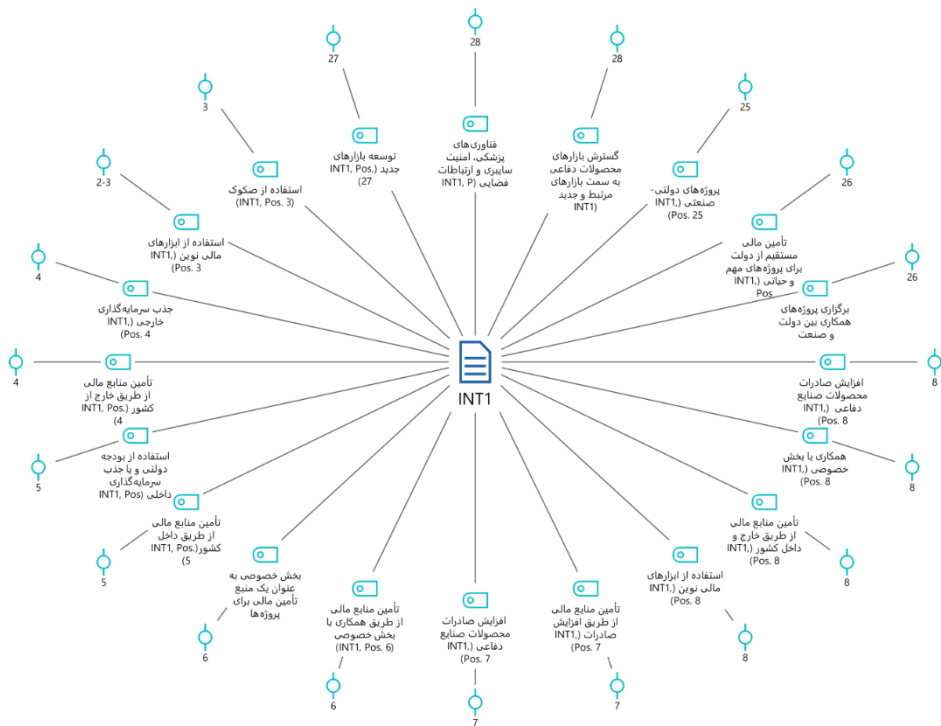 28
28
27
25
3
26
2-3
26
4
4
8
5
8
5
8
6
8
6
7
7
فناوری‌های
پزشکی، امنیت
سایبری و ارتباطات
فضایی (INT1, P
گسترش بازارهای
محصولات دفاعی
به سمت بازارهای
مرتبط و جدید
(INT1
توسعه بازارهای
جدید (INT1, Pos.
27)
پروژه‌های دولتی-
صنعتی (INT1,
Pos. 25)
استفاده از صکوک
(INT1, Pos. 3)
تأمین مالی
مستقیم از دولت
برای پروژه‌های مهم
و حیاتی (INT1,
Pos
استفاده از ابزارهای
مالی نوین (INT1,
Pos. 3)
برگزاری پروژه‌های
همکاری بین دولت
و صنعت
جذب سرمایه‌گذاری
خارجی (INT1,
Pos. 4)
INT1
افزایش صادرات
محصولات صنایع
دفاعی (INT1,
Pos. 8)
تأمین منابع مالی
از طریق خارج از
کشور (INT1, Pos.
4)
همکاری با بخش
خصوصی (INT1,
Pos. 8)
استفاده از بودجه
دولتی و یا جذب
سرمایه‌گذاری
داخلی (INT1, Pos
تأمین منابع مالی
از طریق خارج و
داخل کشور (INT1,
Pos. 8)
تأمین منابع مالی
از طریق داخل
کشور(INT1, Pos.
5)
استفاده از ابزارهای
مالی نوین (INT1,
Pos. 8)
بخش خصوصی به
عنوان یک منبع
تأمین مالی برای
پروژه‌ها
تأمین منابع مالی
از طریق افزایش
صادرات (INT1,
Pos. 7)
افزایش صادرات
محصولات صنایع
دفاعی (INT1,
Pos. 7)
تأمین منابع مالی
از طریق همکاری با
بخش خصوصی
(INT1, Pos. 6)